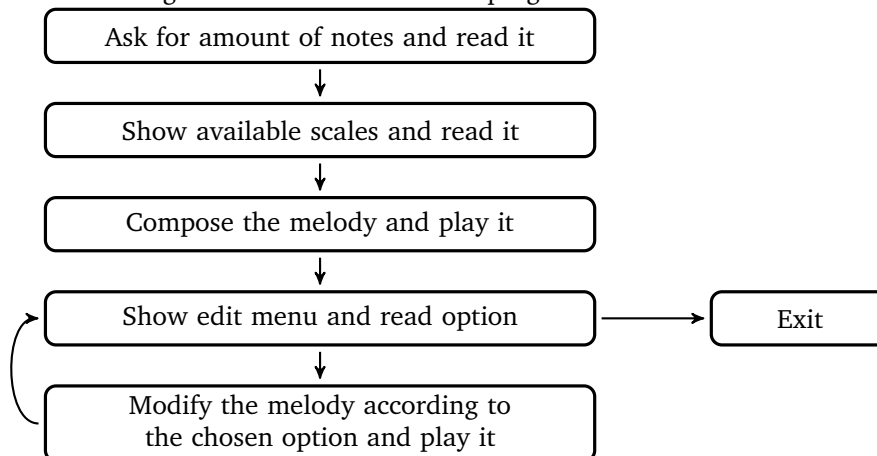 Ask for amount of notes and read it
Show available scales and read it
Compose the melody and play it
Show edit menu and read option
Exit
Modify the melody according to
the chosen option and play it